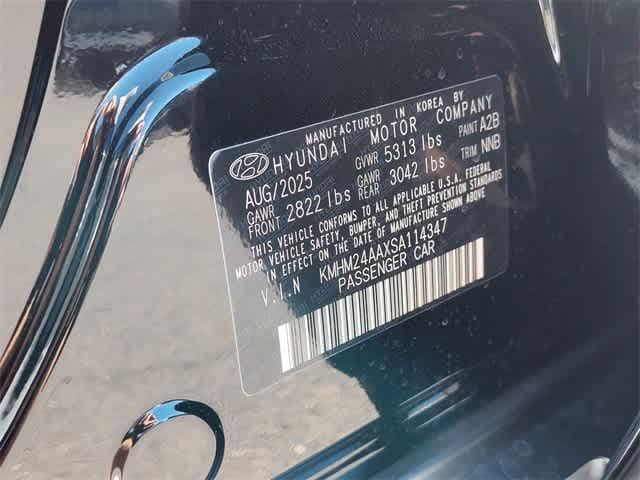 MANUFACTURED IN KOREA BY
HYUNDAI MOTOR COMPANY
AUG/2025 GVWR 5313 lbs PAINT A2B
GAWR FRONT 2822 lbs GAWR REAR 3042 lbs TRIM NNB
THIS VEHICLE CONFORMS TO ALL APPLICABLE U.S.A. FEDERAL
MOTOR VEHICLE SAFETY, BUMPER, AND THEFT PREVENTION STANDARDS
IN EFFECT ON THE DATE OF MANUFACTURE SHOWN ABOVE
V.I.N KMHM24AAXSA114347
PASSENGER CAR